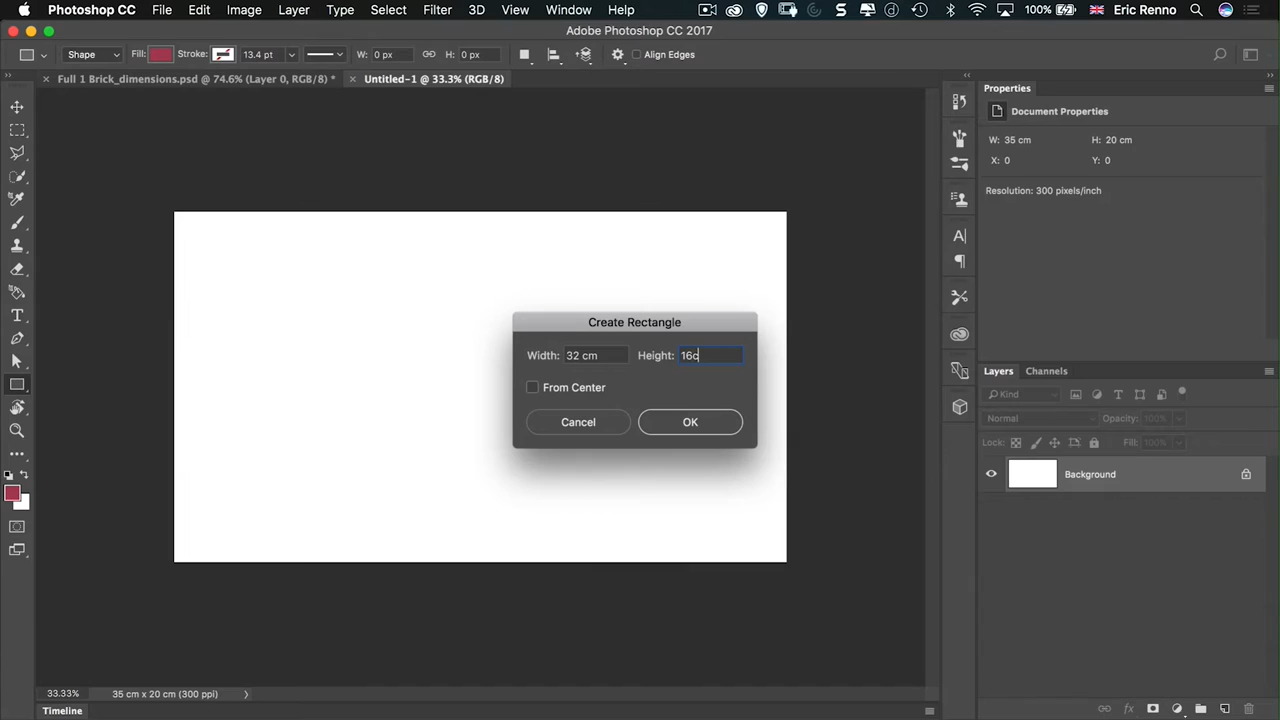 Photoshop CC File Edit Image Layer Type Select Filter 3D View Window Help 100% Eric Renno
Adobe Photoshop CC 2017
Shape Fill: Stroke: 13.4 pt W: 0 px H: 0 px Align Edges
Full 1 Brick_dimensions.psd @ 74.6% (Layer 0, RGB/8) * Untitled-1 @ 33.3% (RGB/8)
Properties
Document Properties
W: 35 cm H: 20 cm
X: 0 Y: 0
Resolution: 300 pixels/inch
Create Rectangle
Width: 32 cm Height: 16c
From Center
Cancel OK
Layers Channels
Kind
Normal Opacity: 100%
Lock: Fill: 100%
Background
33.33% 35 cm x 20 cm (300 ppi)
Timeline